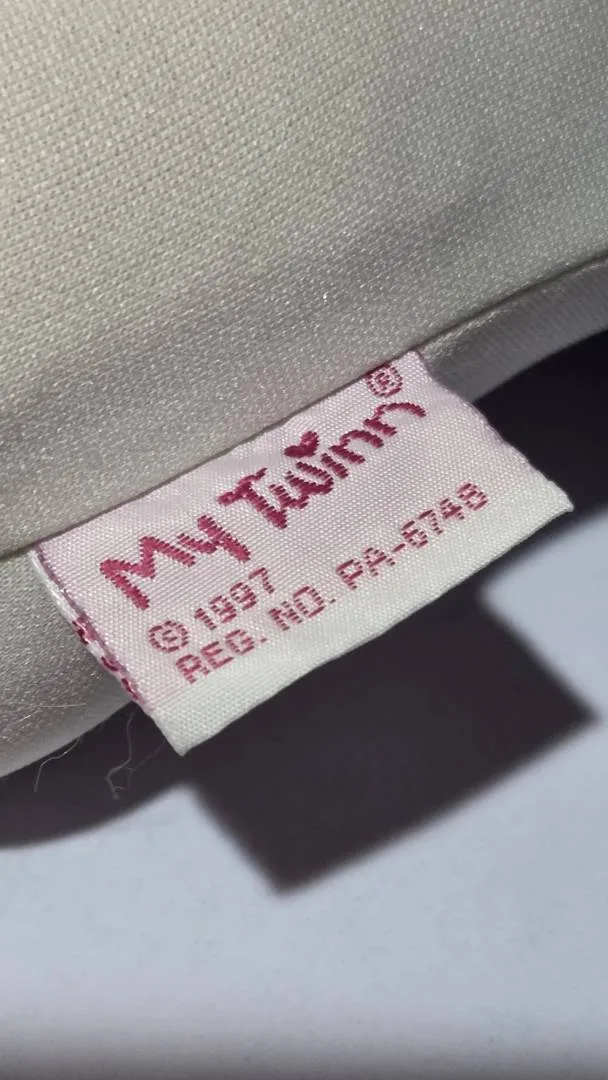 My Twinn®
© 1997
REG. NO. PA-6748